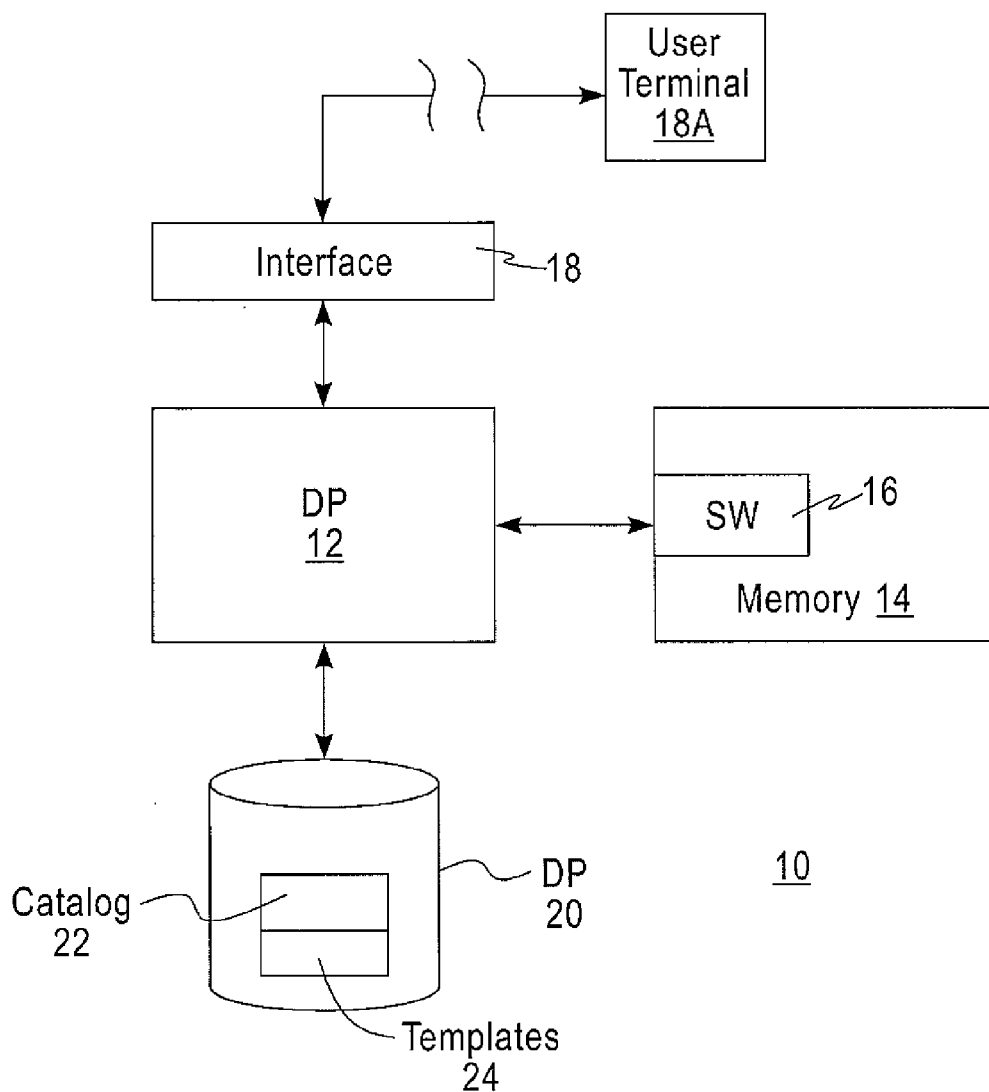 User
Terminal
18A
Interface
18
DP
12
SW
16
Memory 14
DP
20
10
Catalog
22
Templates
24